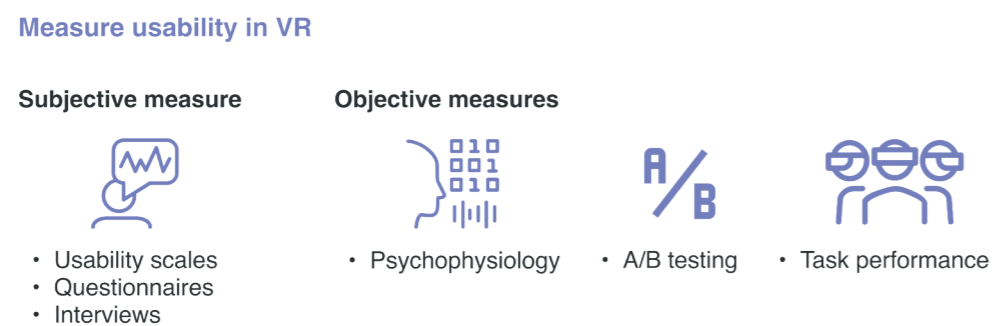 Measure usability in VR
Subjective measure
Objective measures
010
001
010
A/B
• Usability scales
• Questionnaires
• Interviews
• Psychophysiology
• A/B testing
• Task performance